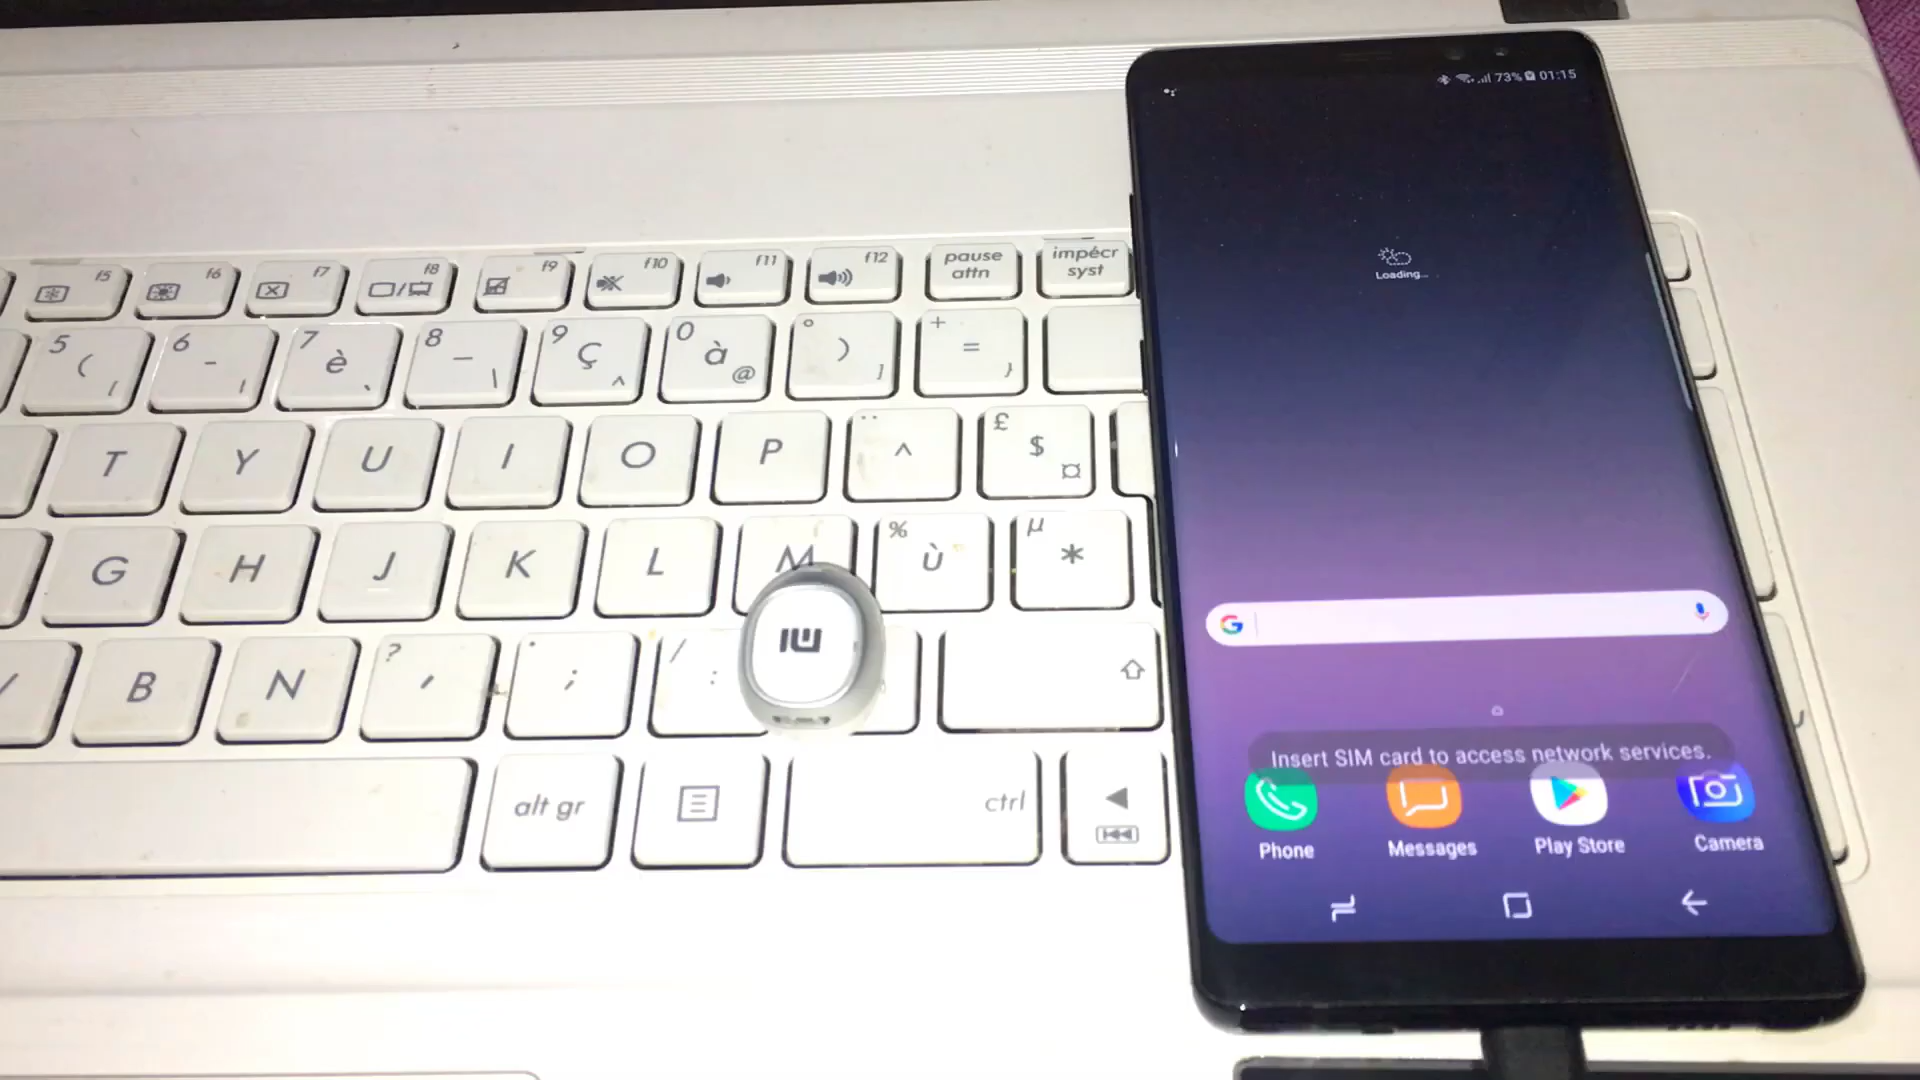 f5 f6 f7 f8 f9 f10 f11 f12 pause attn impécr syst
5 ( [ 6 - | 7 è ` 8 _ \ 9 ç ^ 0 à @ ° ) ] + = }
T Y U I O P ¨ ^ £ $ ¤
G H J K L M % ù µ *
B N ? , . ; / :
alt gr ctrl
73% 01:15
Loading...
G
Insert SIM card to access network services.
Phone Messages Play Store Camera